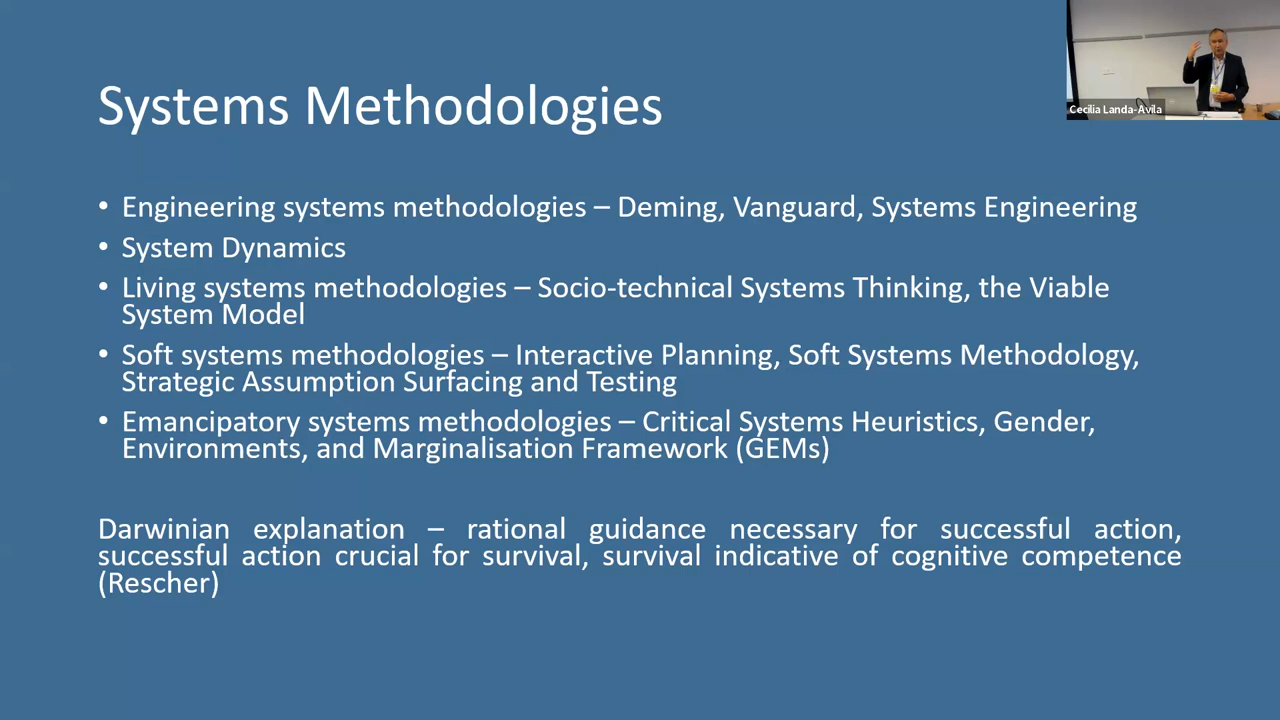 Cecilia Landa-Avila
Systems Methodologies
• Engineering systems methodologies – Deming, Vanguard, Systems Engineering
• System Dynamics
• Living systems methodologies – Socio-technical Systems Thinking, the Viable
System Model
• Soft systems methodologies – Interactive Planning, Soft Systems Methodology,
Strategic Assumption Surfacing and Testing
• Emancipatory systems methodologies – Critical Systems Heuristics, Gender,
Environments, and Marginalisation Framework (GEMs)
Darwinian explanation – rational guidance necessary for successful action,
successful action crucial for survival, survival indicative of cognitive competence
(Rescher)